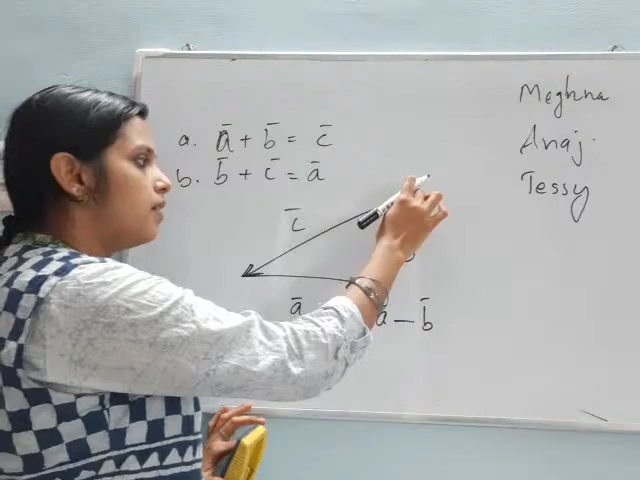 a. a̅ + b̅ = c̅
b. b̅ + c̅ = a̅
Meghna
Anaj.
Tessy
c̅
a̅
a̅ — b̅